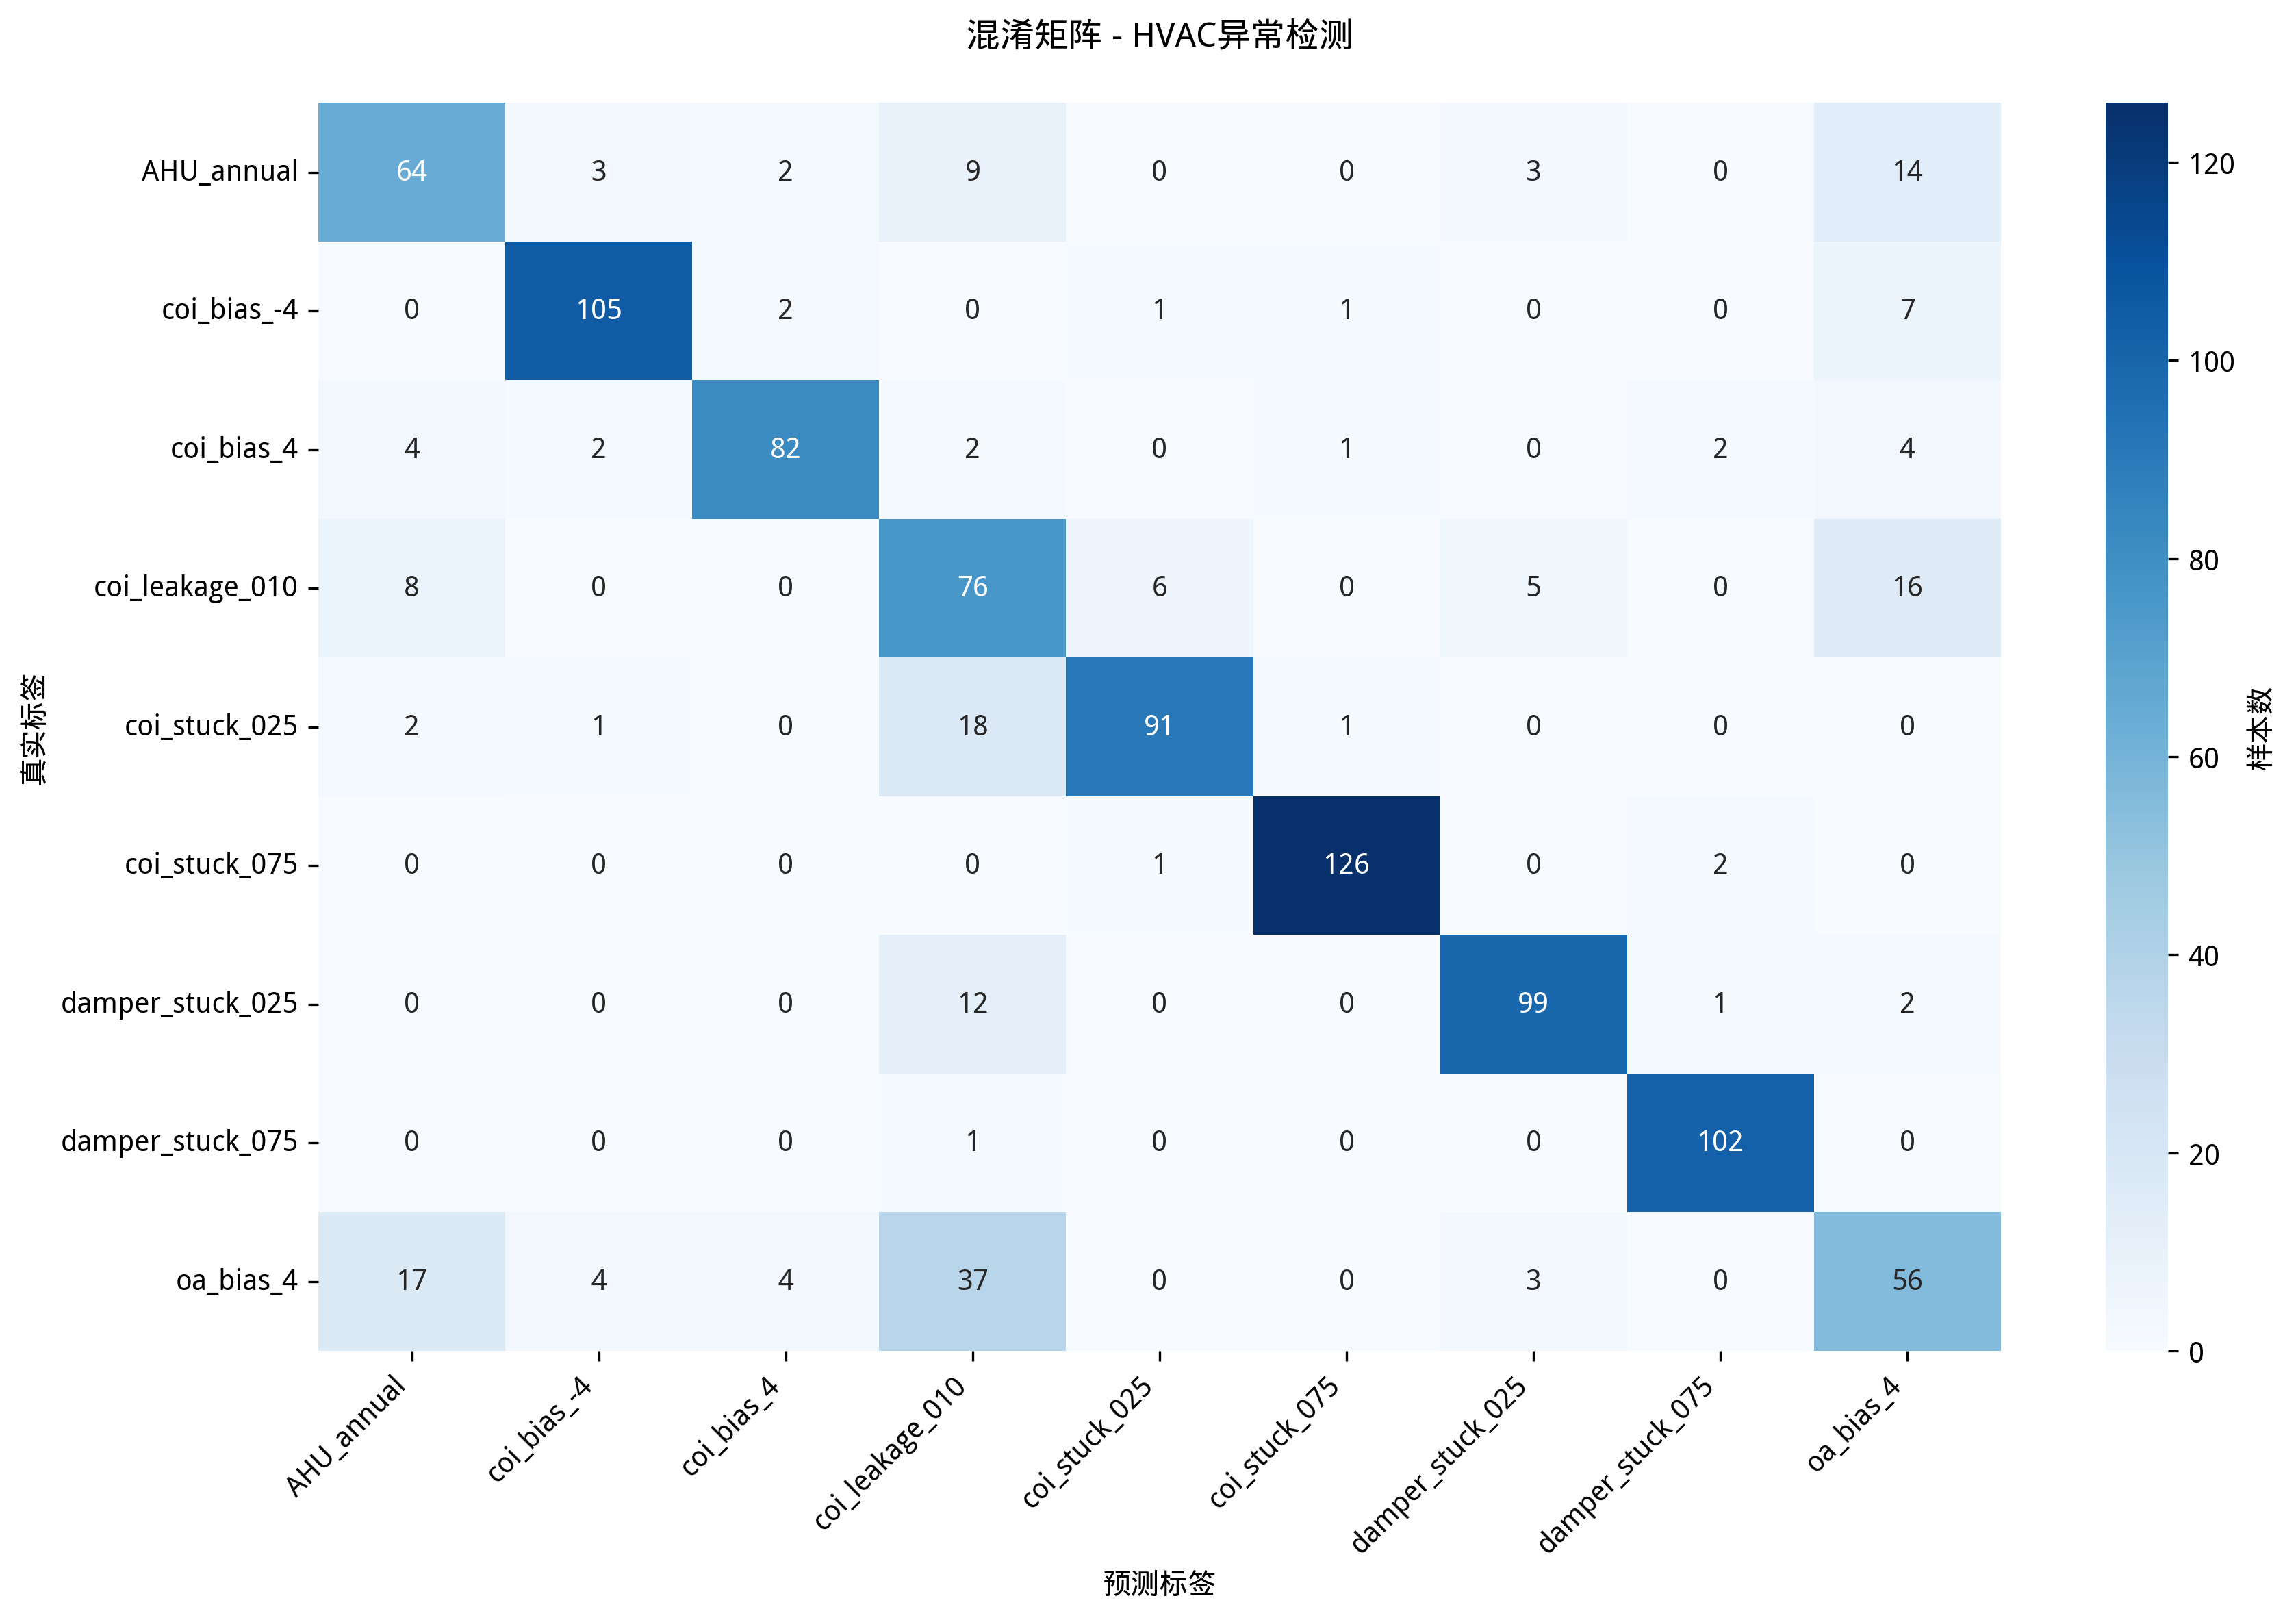 混淆矩阵 - HVAC异常检测
AHU_annual 64 3 2 9 0 0 3 0 14
coi_bias_-4 0 105 2 0 1 1 0 0 7
coi_bias_4 4 2 82 2 0 1 0 2 4
coi_leakage_010 8 0 0 76 6 0 5 0 16
coi_stuck_025 2 1 0 18 91 1 0 0 0
coi_stuck_075 0 0 0 0 1 126 0 2 0
damper_stuck_025 0 0 0 12 0 0 99 1 2
damper_stuck_075 0 0 0 1 0 0 0 102 0
oa_bias_4 17 4 4 37 0 0 3 0 56
AHU_annual coi_bias_-4 coi_bias_4 coi_leakage_010 coi_stuck_025 coi_stuck_075 damper_stuck_025 damper_stuck_075 oa_bias_4
预测标签
真实标签
120
100
80
60
40
20
0
样本数